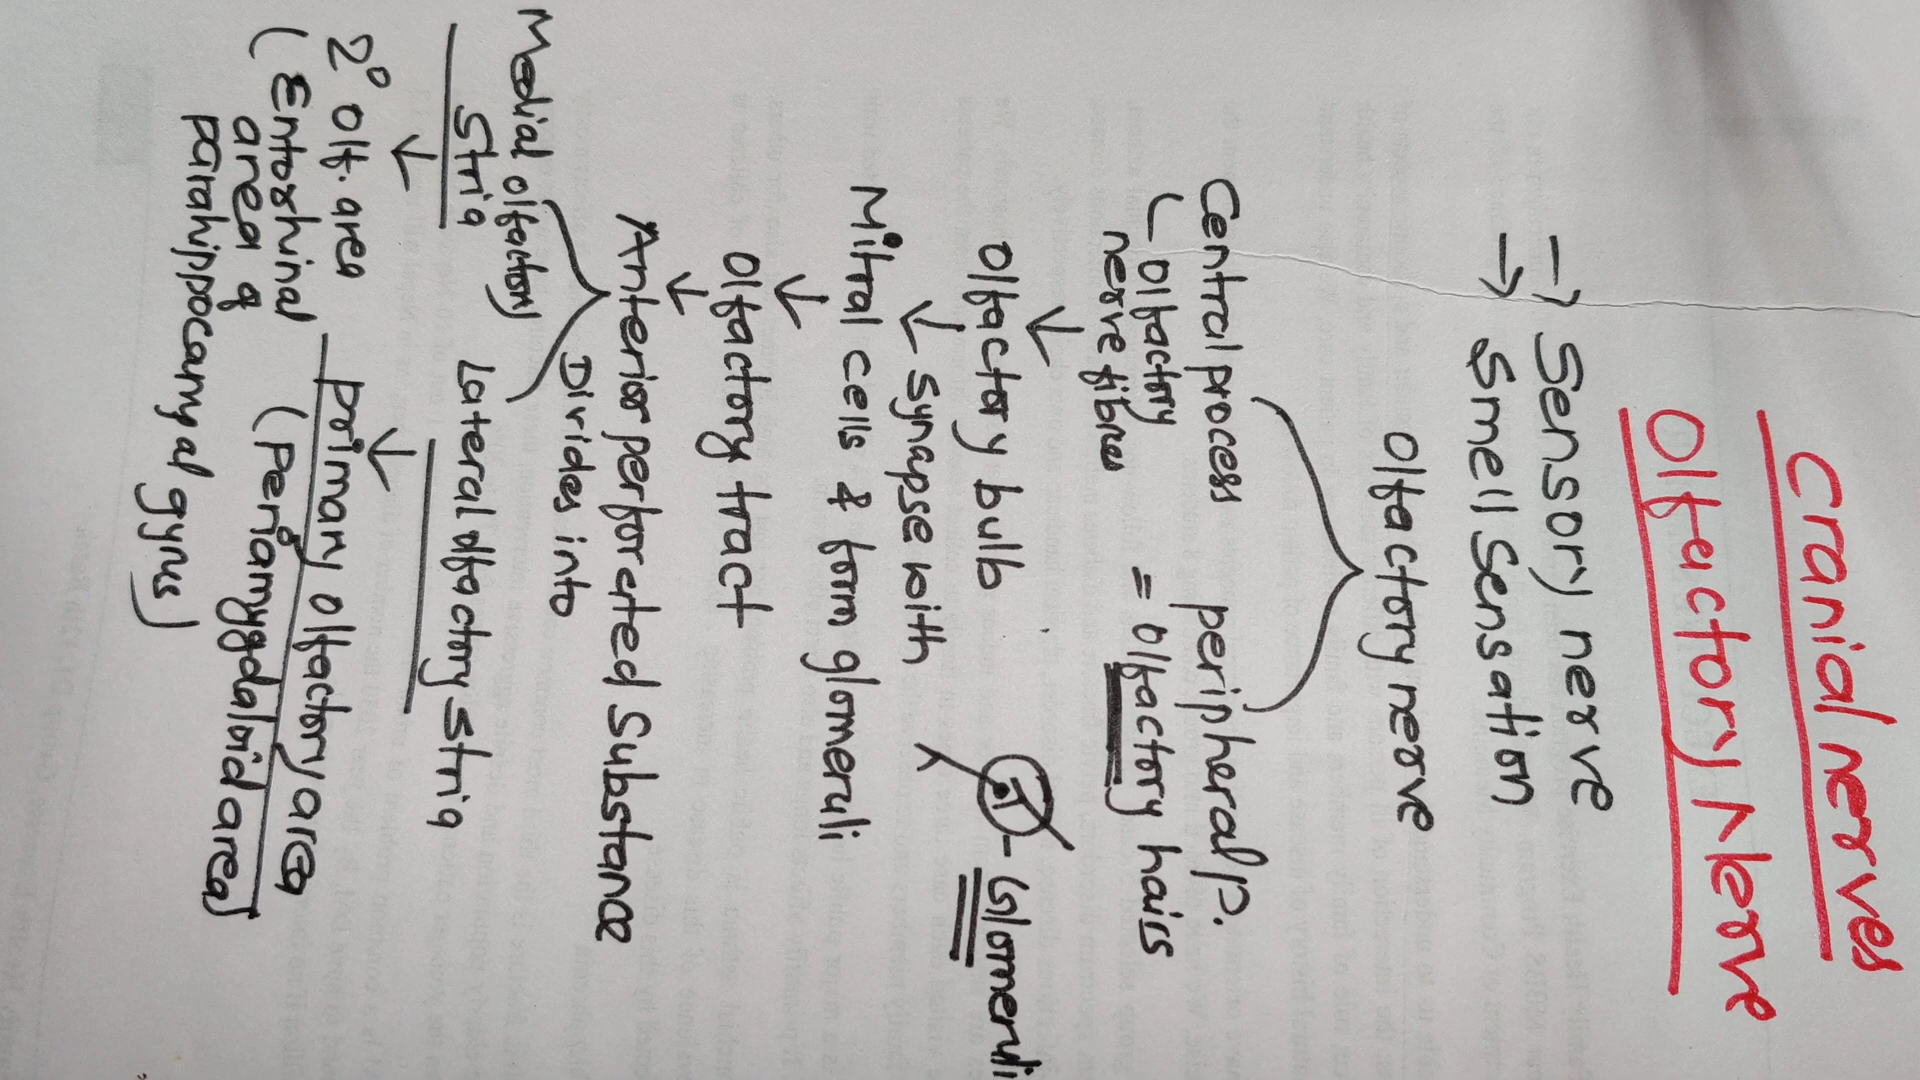 Cranial nerves
Olfactory Nerve
→ Sensory nerve
→ Smell Sensation
Olfactory nerve
Central process
peripheral p.
Olfactory
nerve fibres
= Olfactory hairs
↓
Olfactory bulb
- Glomeruli
↓ Synapse with
Mitral cells & form glomeruli
↓
Olfactory tract
↓
Anterior perforated Substance
Divides into
Medial olfactory
Stria
Lateral olfactory stria
↓
↓
2° Olf. area
(Entorhinal
area of
parahippocamyal gyrus)
primary olfactory area
(periamygdaloid area)